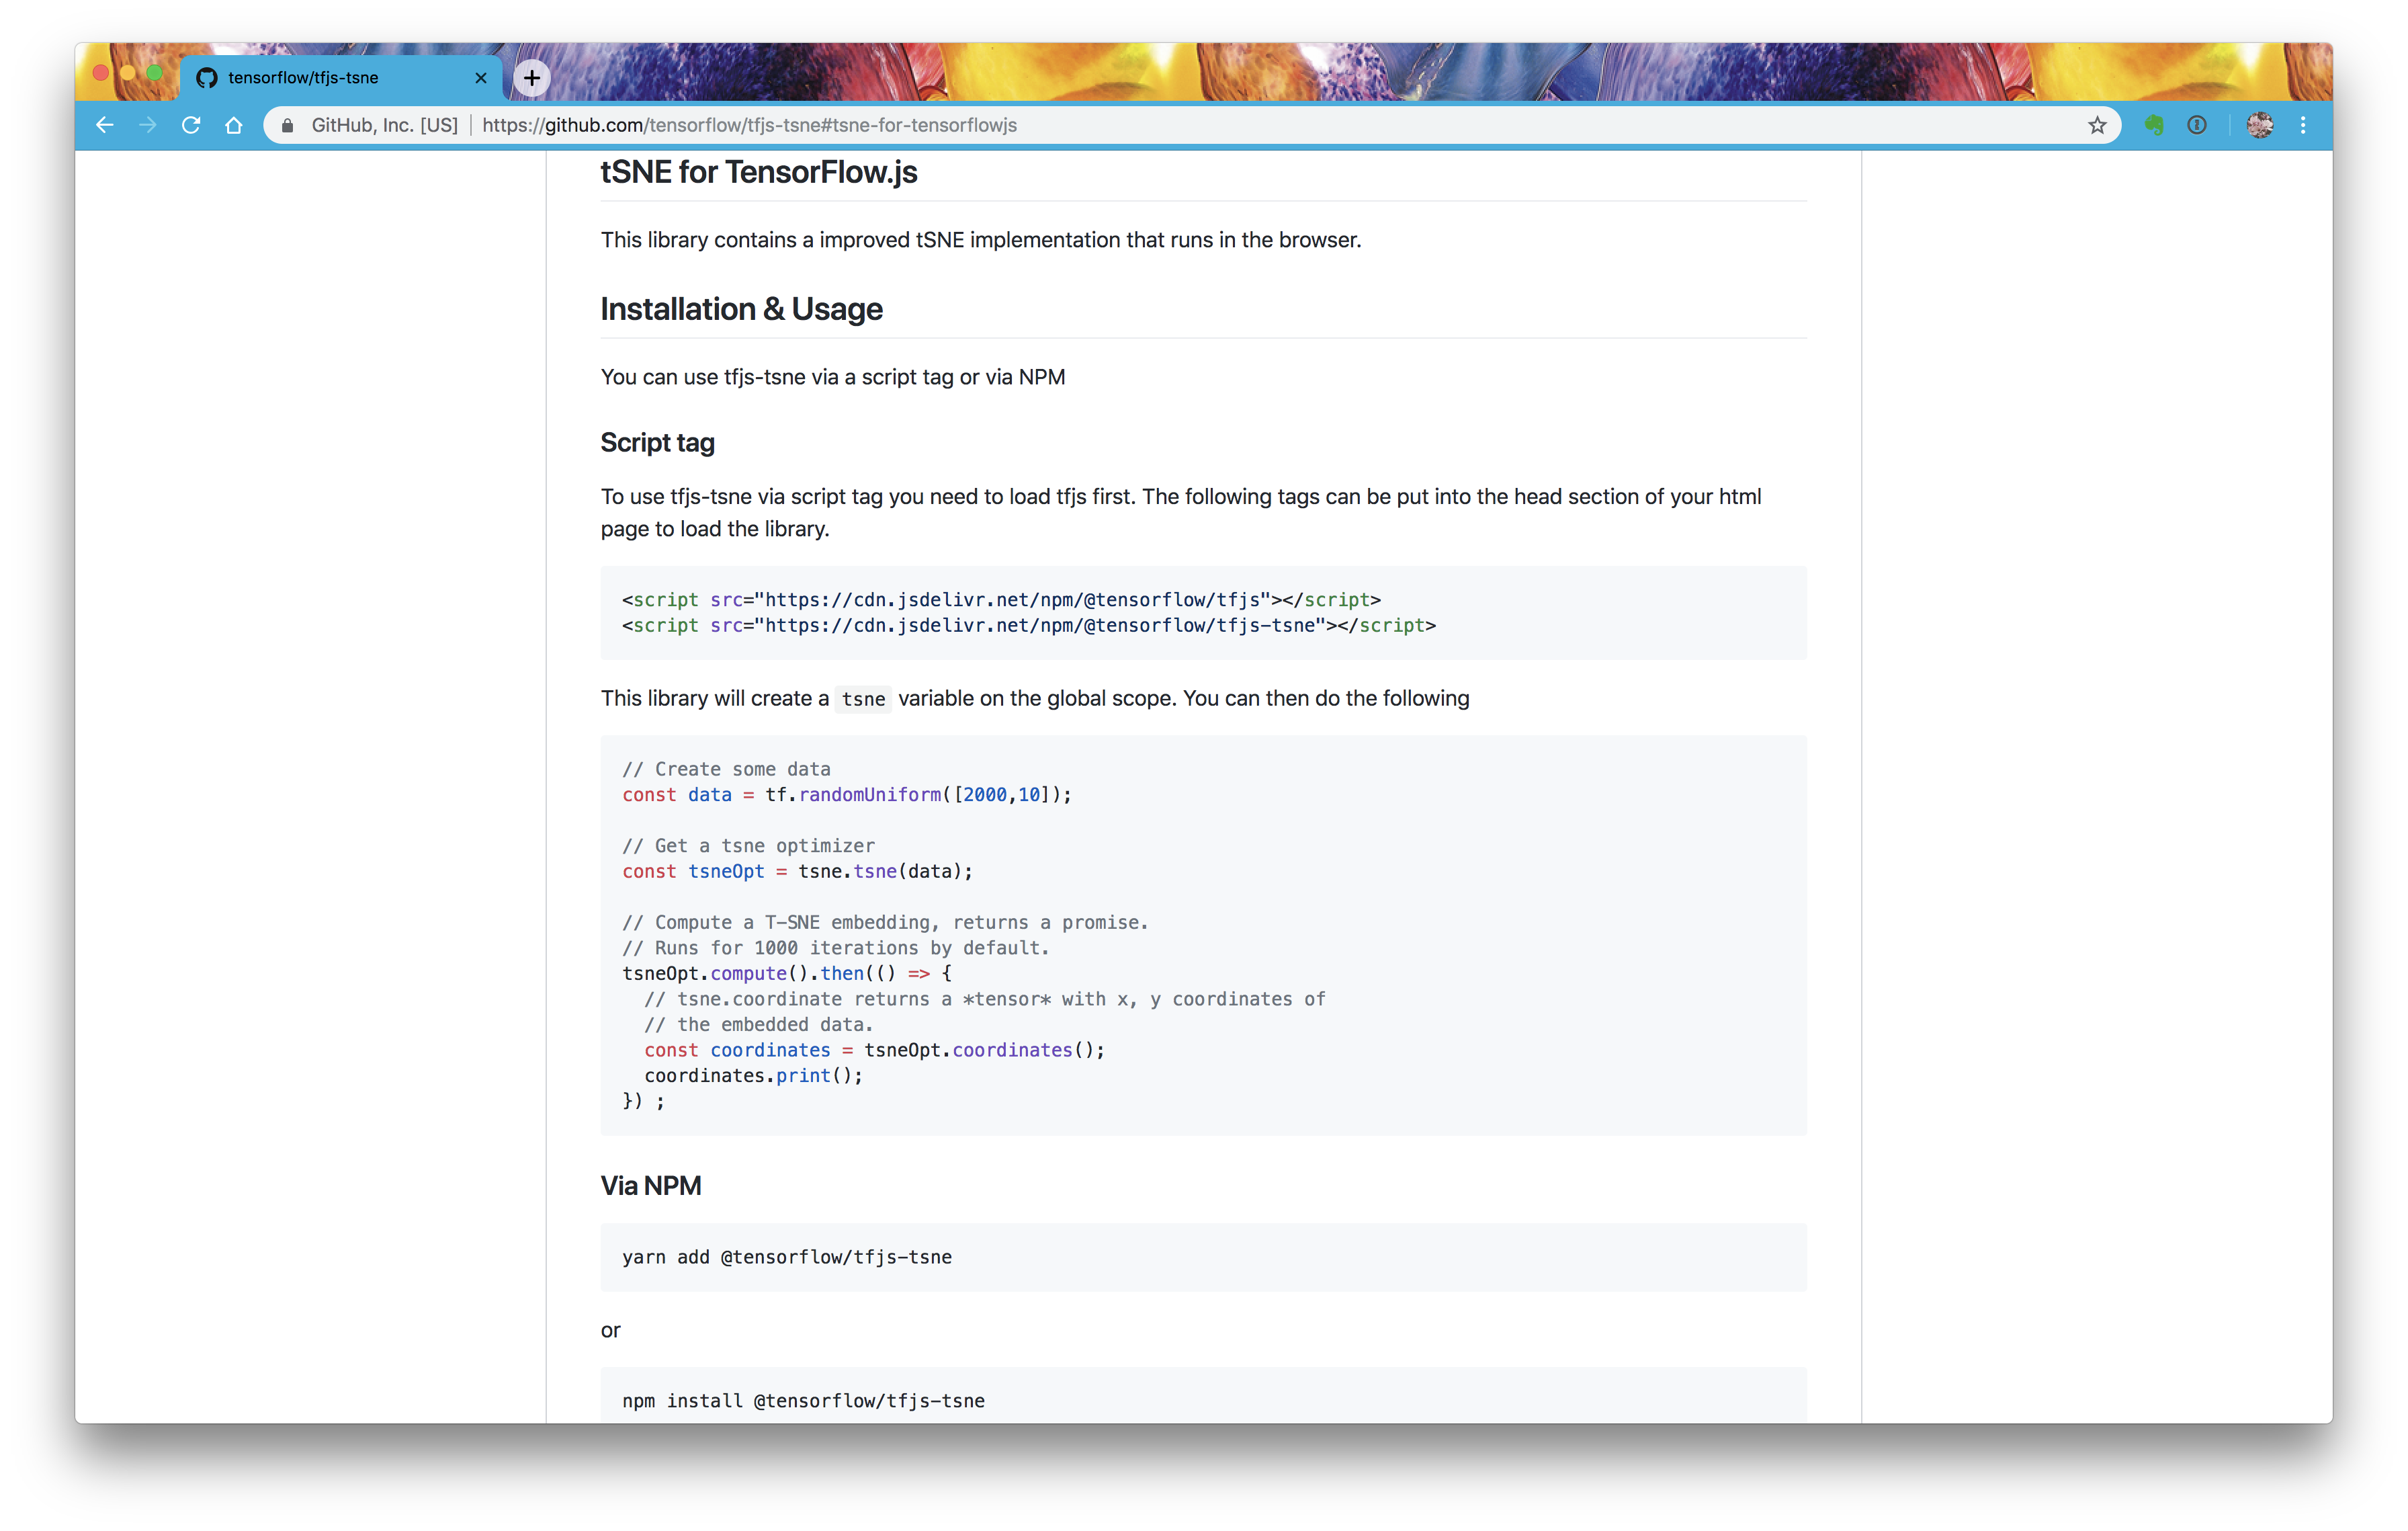 tensorflow/tfjs-tsne
GitHub, Inc. [US] | https://github.com/tensorflow/tfjs-tsne#tsne-for-tensorflowjs
tSNE for TensorFlow.js
This library contains a improved tSNE implementation that runs in the browser.
Installation & Usage
You can use tfjs-tsne via a script tag or via NPM
Script tag
To use tfjs-tsne via script tag you need to load tfjs first. The following tags can be put into the head section of your html
page to load the library.
<script src="https://cdn.jsdelivr.net/npm/@tensorflow/tfjs"></script>
<script src="https://cdn.jsdelivr.net/npm/@tensorflow/tfjs-tsne"></script>
This library will create a tsne variable on the global scope. You can then do the following
// Create some data
const data = tf.randomUniform([2000,10]);
// Get a tsne optimizer
const tsneOpt = tsne.tsne(data);
// Compute a T-SNE embedding, returns a promise.
// Runs for 1000 iterations by default.
tsneOpt.compute().then(() => {
// tsne.coordinate returns a *tensor* with x, y coordinates of
// the embedded data.
const coordinates = tsneOpt.coordinates();
coordinates.print();
}) ;
Via NPM
yarn add @tensorflow/tfjs-tsne
or
npm install @tensorflow/tfjs-tsne